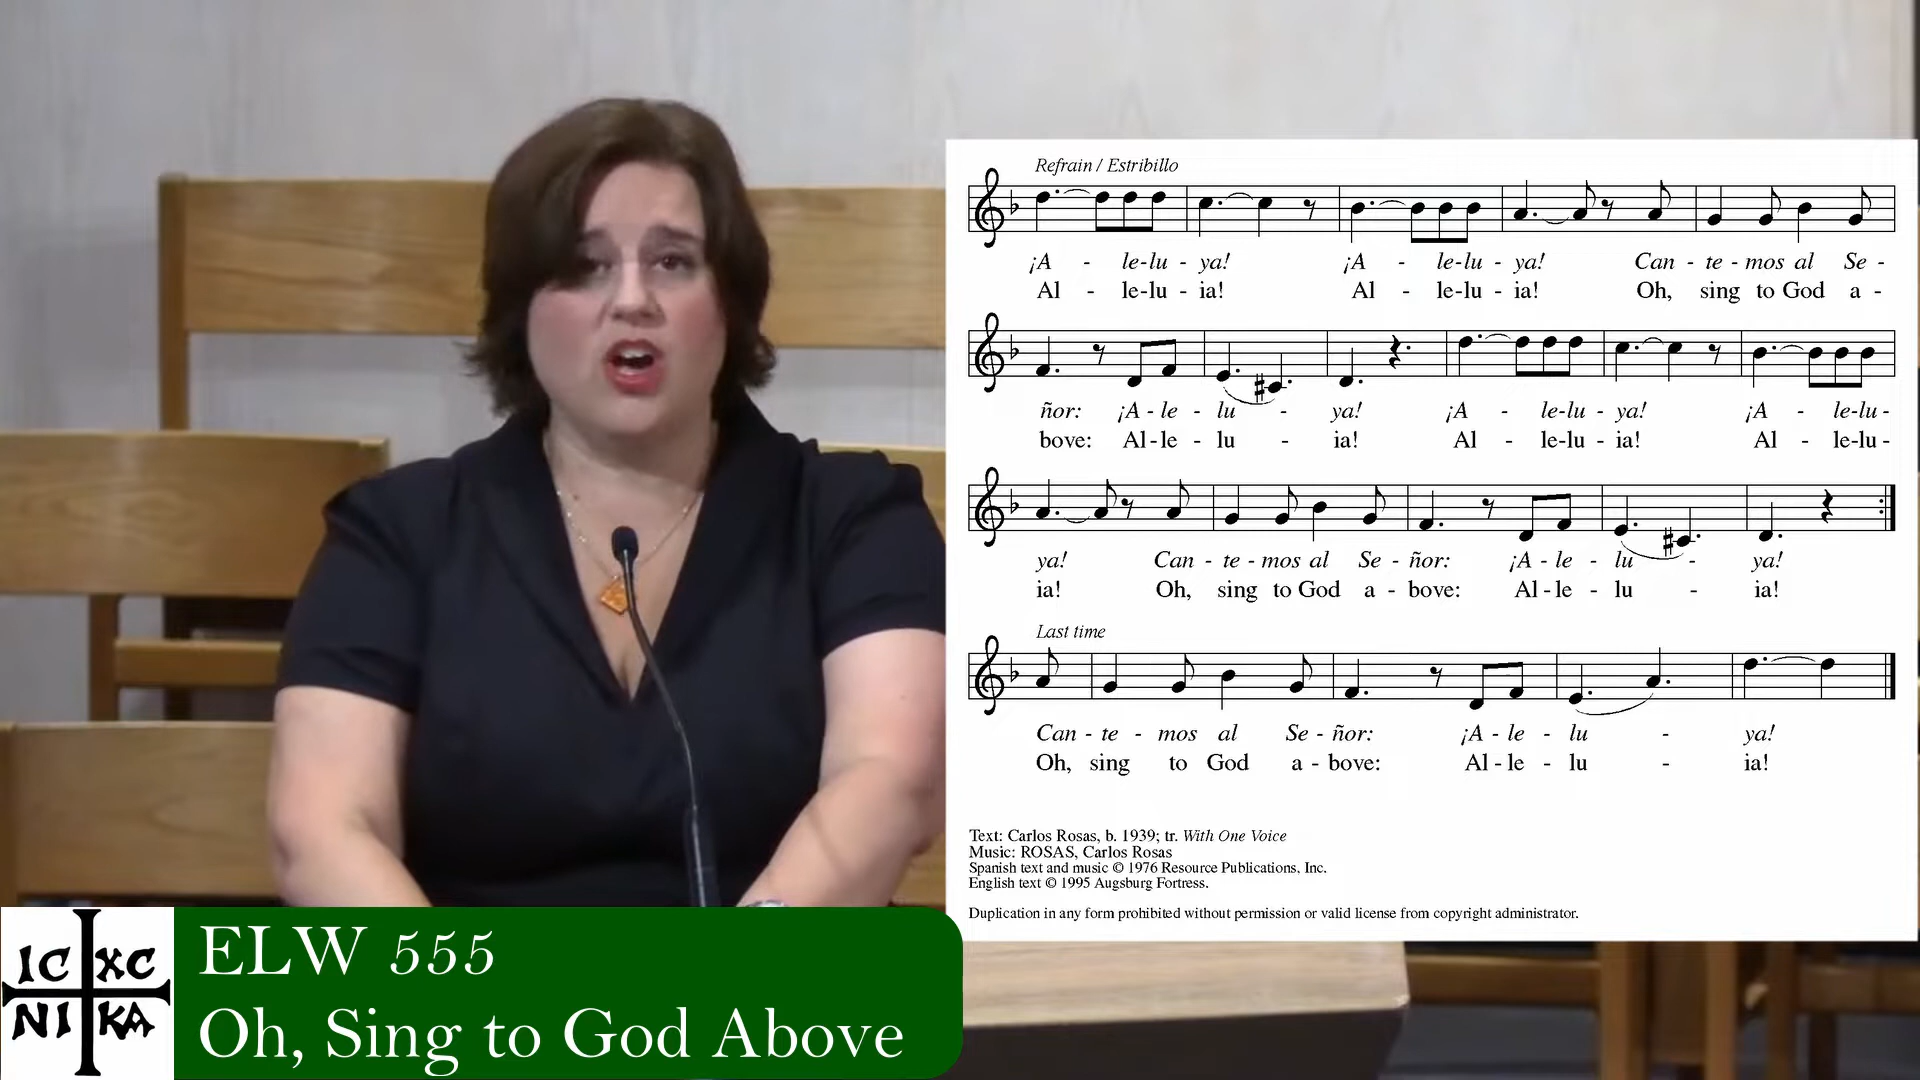 Refrain / Estribillo
¡A - le-lu - ya! ¡A - le-lu - ya! Can - te - mos al Se -
Al - le-lu - ia! Al - le-lu - ia! Oh, sing to God a -
ñor: ¡A - le - lu - ya! ¡A - le-lu - ya! ¡A - le-lu -
bove: Al - le - lu - ia! Al - le-lu - ia! Al - le-lu -
ya! Can - te - mos al Se - ñor: ¡A - le - lu - ya!
ia! Oh, sing to God a - bove: Al - le - lu - ia!
Last time
Can - te - mos al Se - ñor: ¡A - le - lu - ya!
Oh, sing to God a - bove: Al - le - lu - ia!
Text: Carlos Rosas, b. 1939; tr. With One Voice
Music: ROSAS, Carlos Rosas
Spanish text and music © 1976 Resource Publications, Inc.
English text © 1995 Augsburg Fortress.
Duplication in any form prohibited without permission or valid license from copyright administrator.
IC XC
NI KA
ELW 555
Oh, Sing to God Above